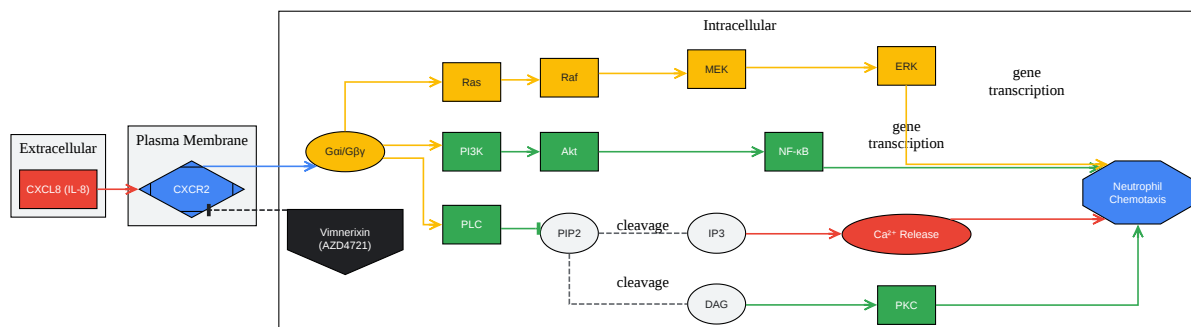 Intracellular
Extracellular
CXCL8 (IL-8)
Plasma Membrane
CXCR2
Vimnerixin
(AZD4721)
Gαi/Gβγ
Ras
Raf
MEK
ERK
gene
transcription
PI3K
Akt
NF-κB
gene
transcription
Neutrophil
Chemotaxis
PLC
PIP2
cleavage
IP3
Ca²⁺ Release
cleavage
DAG
PKC